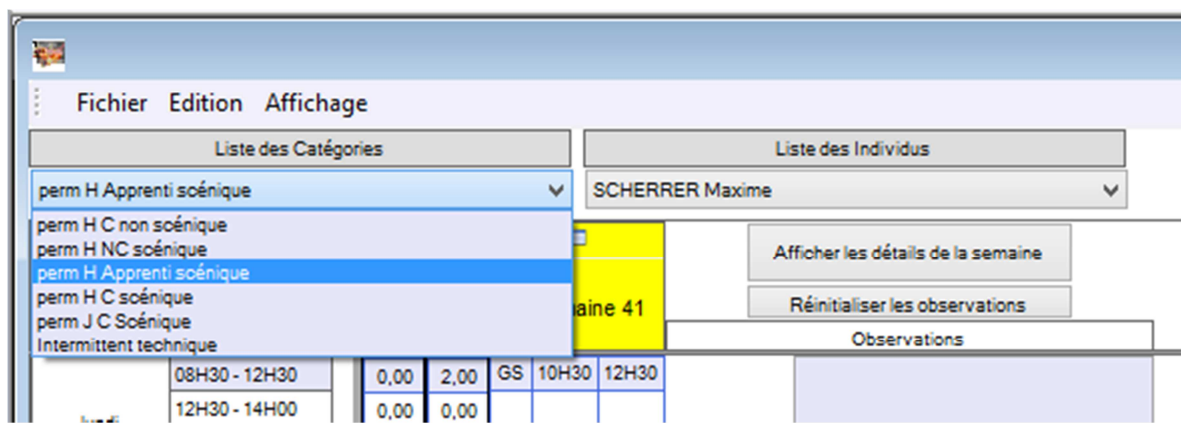 Fichier Edition Affichage
Liste des Catégories
Liste des Individus
perm H Apprenti scénique
SCHERRER Maxime
perm H C non scénique
perm H NC scénique
perm H Apprenti scénique
perm H C scénique
perm J C Scénique
Intermittent technique
Afficher les détails de la semaine
aine 41
Réinitialiser les observations
Observations
08H30 - 12H30 0,00 2,00 GS 10H30 12H30
12H30 - 14H00 0,00 0,00